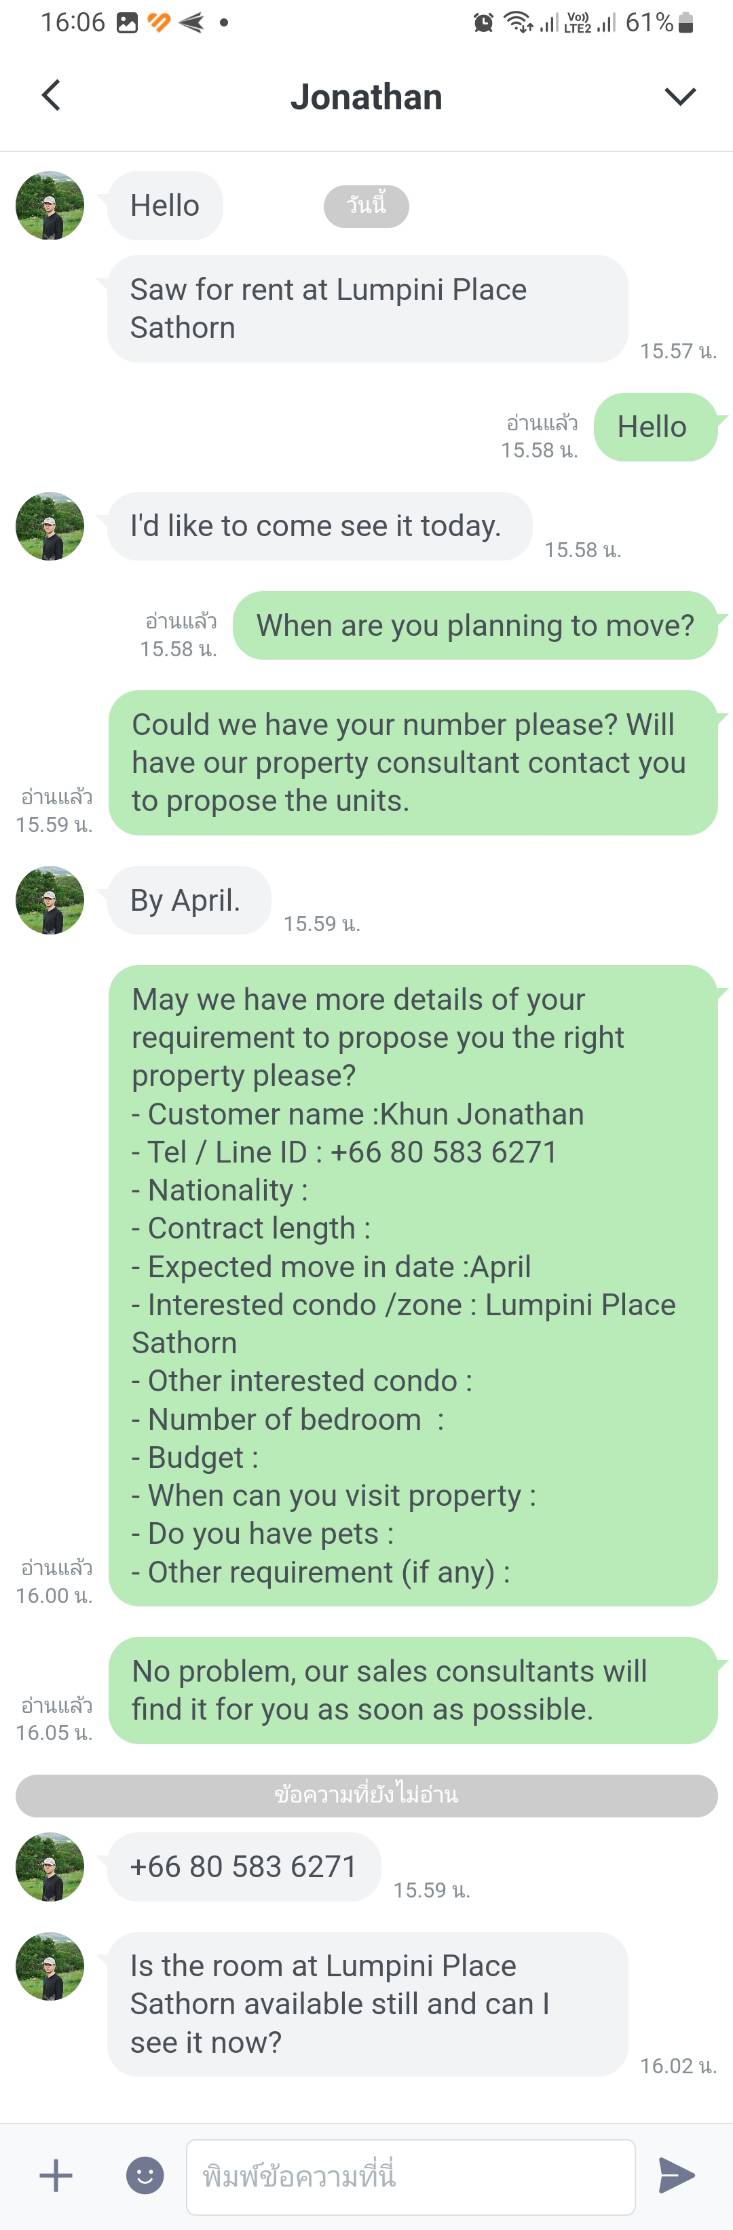 16:06
Vo))
LTE2
61%
Jonathan
Hello
วันนี้
Saw for rent at Lumpini Place
Sathorn
15.57 น.
อ่านแล้ว
15.58 น.
Hello
I'd like to come see it today.
15.58 น.
อ่านแล้ว
15.58 น.
When are you planning to move?
Could we have your number please? Will
have our property consultant contact you
to propose the units.
อ่านแล้ว
15.59 น.
By April.
15.59 น.
May we have more details of your
requirement to propose you the right
property please?
- Customer name :Khun Jonathan
- Tel / Line ID : +66 80 583 6271
- Nationality :
- Contract length :
- Expected move in date :April
- Interested condo /zone : Lumpini Place
Sathorn
- Other interested condo :
- Number of bedroom  :
- Budget :
- When can you visit property :
- Do you have pets :
- Other requirement (if any) :
อ่านแล้ว
16.00 น.
No problem, our sales consultants will
find it for you as soon as possible.
อ่านแล้ว
16.05 น.
ข้อความที่ยังไม่อ่าน
+66 80 583 6271
15.59 น.
Is the room at Lumpini Place
Sathorn available still and can I
see it now?
16.02 น.
พิมพ์ข้อความที่นี่